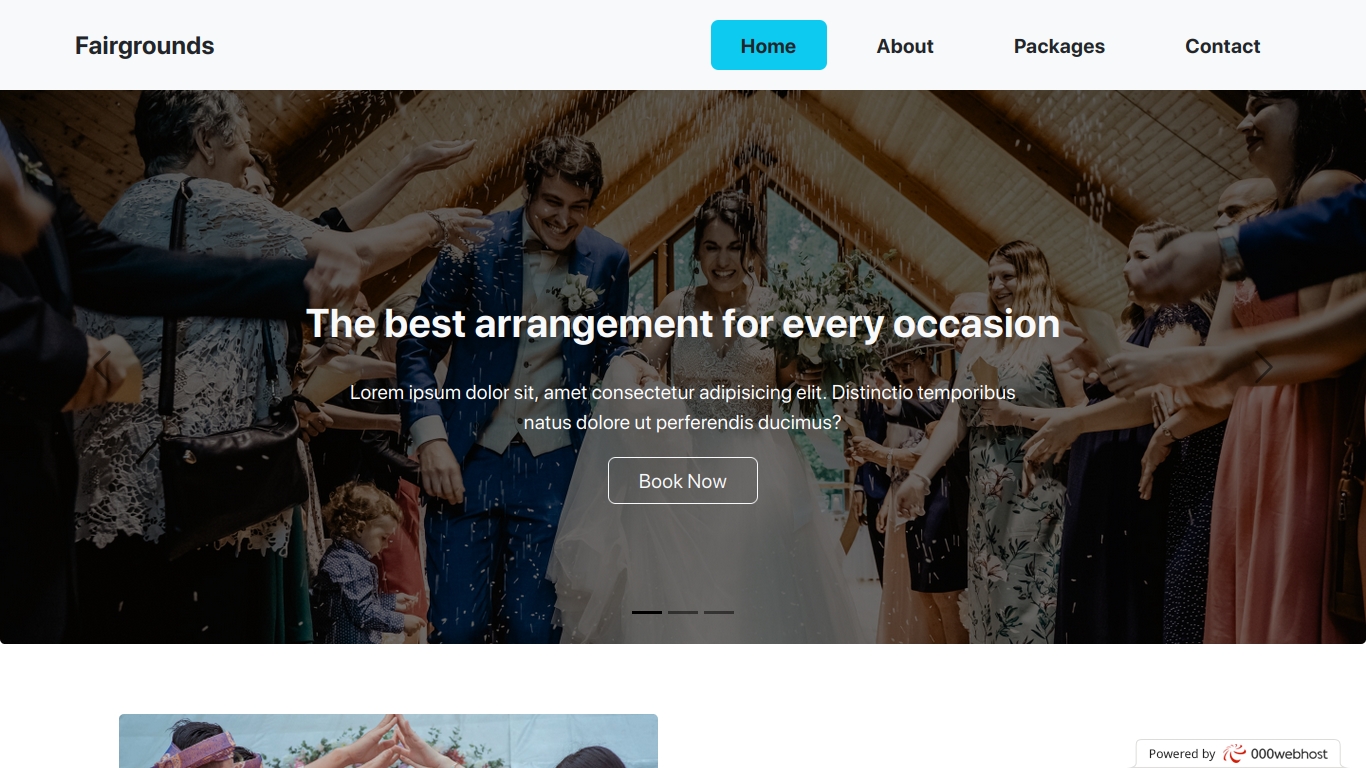 Fairgrounds
Home
About
Packages
Contact
The best arrangement for every occasion
Lorem ipsum dolor sit, amet consectetur adipisicing elit. Distinctio temporibus
natus dolore ut perferendis ducimus?
Book Now
Powered by 000webhost